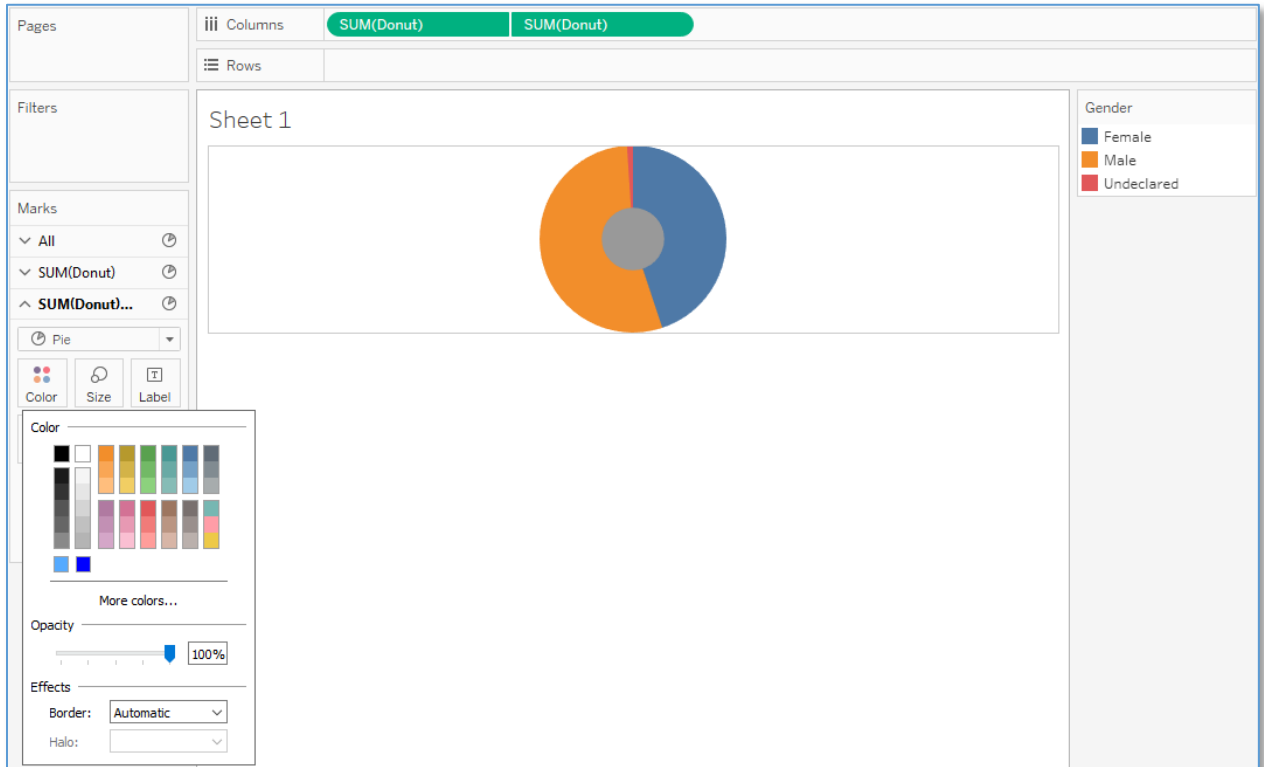 Pages
Columns
SUM(Donut)
SUM(Donut)
Rows
Filters
Sheet 1
Gender
Female
Male
Undeclared
Marks
All
SUM(Donut)
SUM(Donut)...
Pie
Color
Size
T
Label
Color
More colors...
Opacity
100%
Effects
Border: Automatic
Halo: